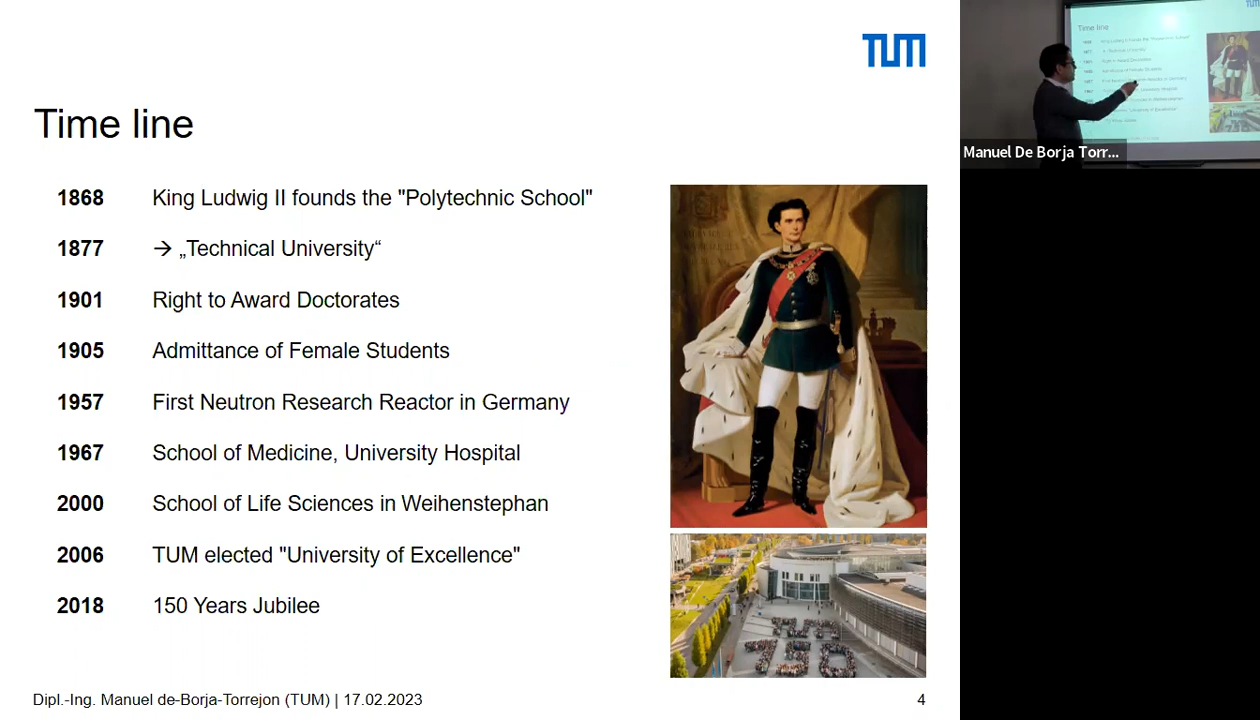 TUM
Time line
1868 King Ludwig II founds the "Polytechnic School"
1877 → „Technical University“
1901 Right to Award Doctorates
1905 Admittance of Female Students
1957 First Neutron Research Reactor in Germany
1967 School of Medicine, University Hospital
2000 School of Life Sciences in Weihenstephan
2006 TUM elected "University of Excellence"
2018 150 Years Jubilee
150
Dipl.-Ing. Manuel de-Borja-Torrejon (TUM) | 17.02.2023
4
Time line
Manuel De Borja Torr...